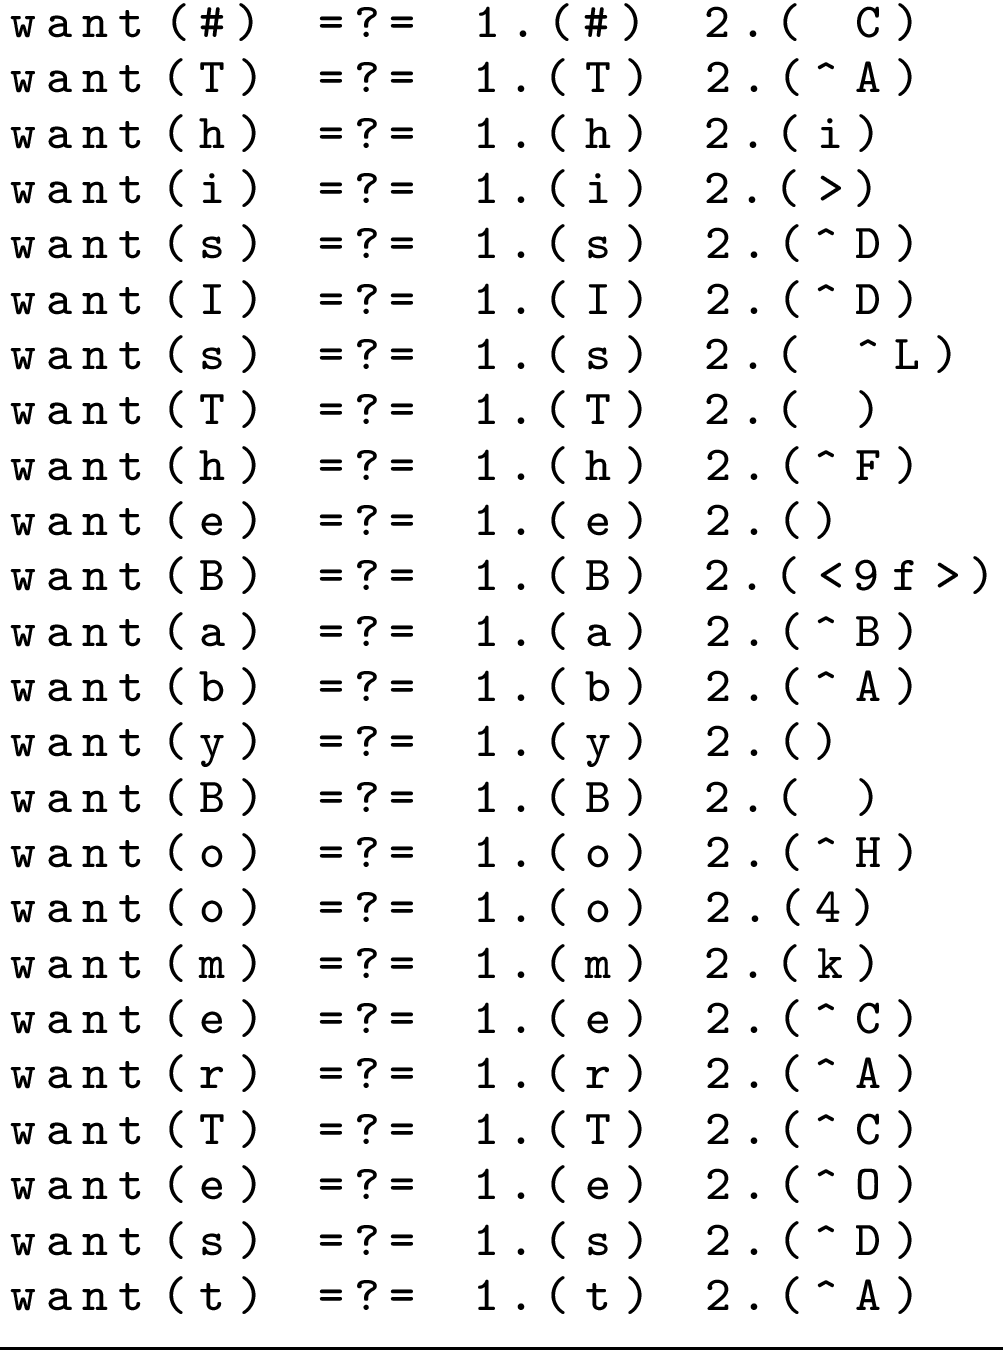 want(#) =?= 1.(#) 2.( C)
want(T) =?= 1.(T) 2.(^A)
want(h) =?= 1.(h) 2.(i)
want(i) =?= 1.(i) 2.(>)
want(s) =?= 1.(s) 2.(^D)
want(I) =?= 1.(I) 2.(^D)
want(s) =?= 1.(s) 2.( ^L)
want(T) =?= 1.(T) 2.( )
want(h) =?= 1.(h) 2.(^F)
want(e) =?= 1.(e) 2.()
want(B) =?= 1.(B) 2.(<9f>)
want(a) =?= 1.(a) 2.(^B)
want(b) =?= 1.(b) 2.(^A)
want(y) =?= 1.(y) 2.()
want(B) =?= 1.(B) 2.( )
want(o) =?= 1.(o) 2.(^H)
want(o) =?= 1.(o) 2.(4)
want(m) =?= 1.(m) 2.(k)
want(e) =?= 1.(e) 2.(^C)
want(r) =?= 1.(r) 2.(^A)
want(T) =?= 1.(T) 2.(^C)
want(e) =?= 1.(e) 2.(^O)
want(s) =?= 1.(s) 2.(^D)
want(t) =?= 1.(t) 2.(^A)